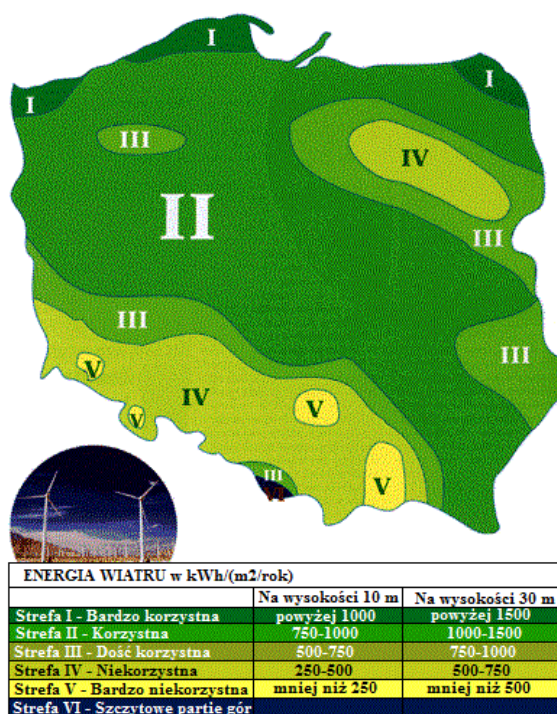 I
I
III
IV
II
III
III
III
V
IV
V
V
III
VI
V
ENERGIA WIATRU w kWh/(m2/rok)
Na wysokości 10 m Na wysokości 30 m
Strefa I - Bardzo korzystna powyżej 1000 powyżej 1500
Strefa II - Korzystna 750-1000 1000-1500
Strefa III - Dość korzystna 500-750 750-1000
Strefa IV - Niekorzystna 250-500 500-750
Strefa V - Bardzo niekorzystna mniej niż 250 mniej niż 500
Strefa VI - Szczytowe partie gór